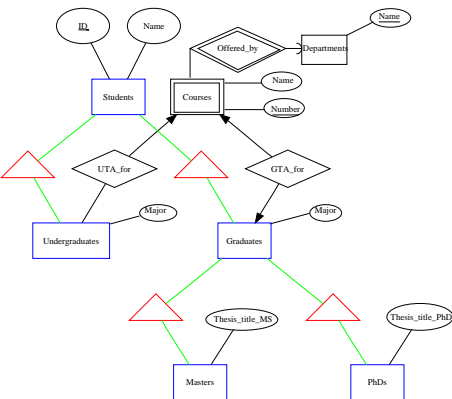 Name
ID
Name
Offered_by
Departments
Name
Students
Courses
Number
UTA_for
GTA_for
Major
Major
Undergraduates
Graduates
Thesis_title_MS
Thesis_title_PhD
Masters
PhDs